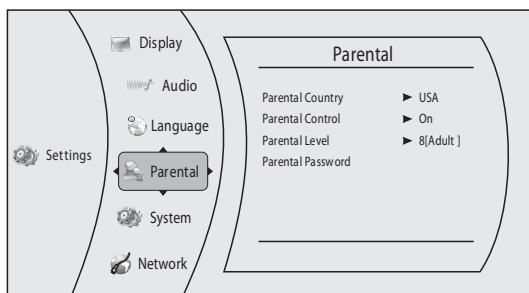 Settings
Display
Audio
Language
Parental
System
Network
Parental
Parental Country ► USA
Parental Control ► On
Parental Level ► 8[Adult ]
Parental Password